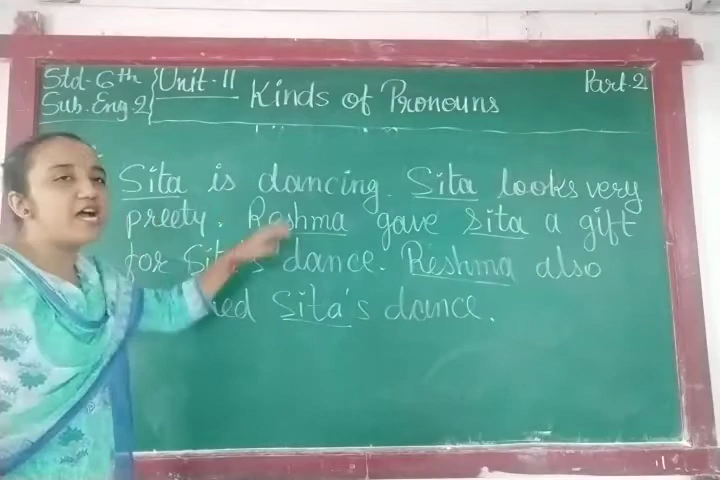 Std-6th Unit-11 Kinds of Pronouns Part-2
Sub.Eng.2
Sita is dancing. Sita looks very
preety. Reshma gave Sita a gift
for Sita's dance. Reshma also
Sita's dance.